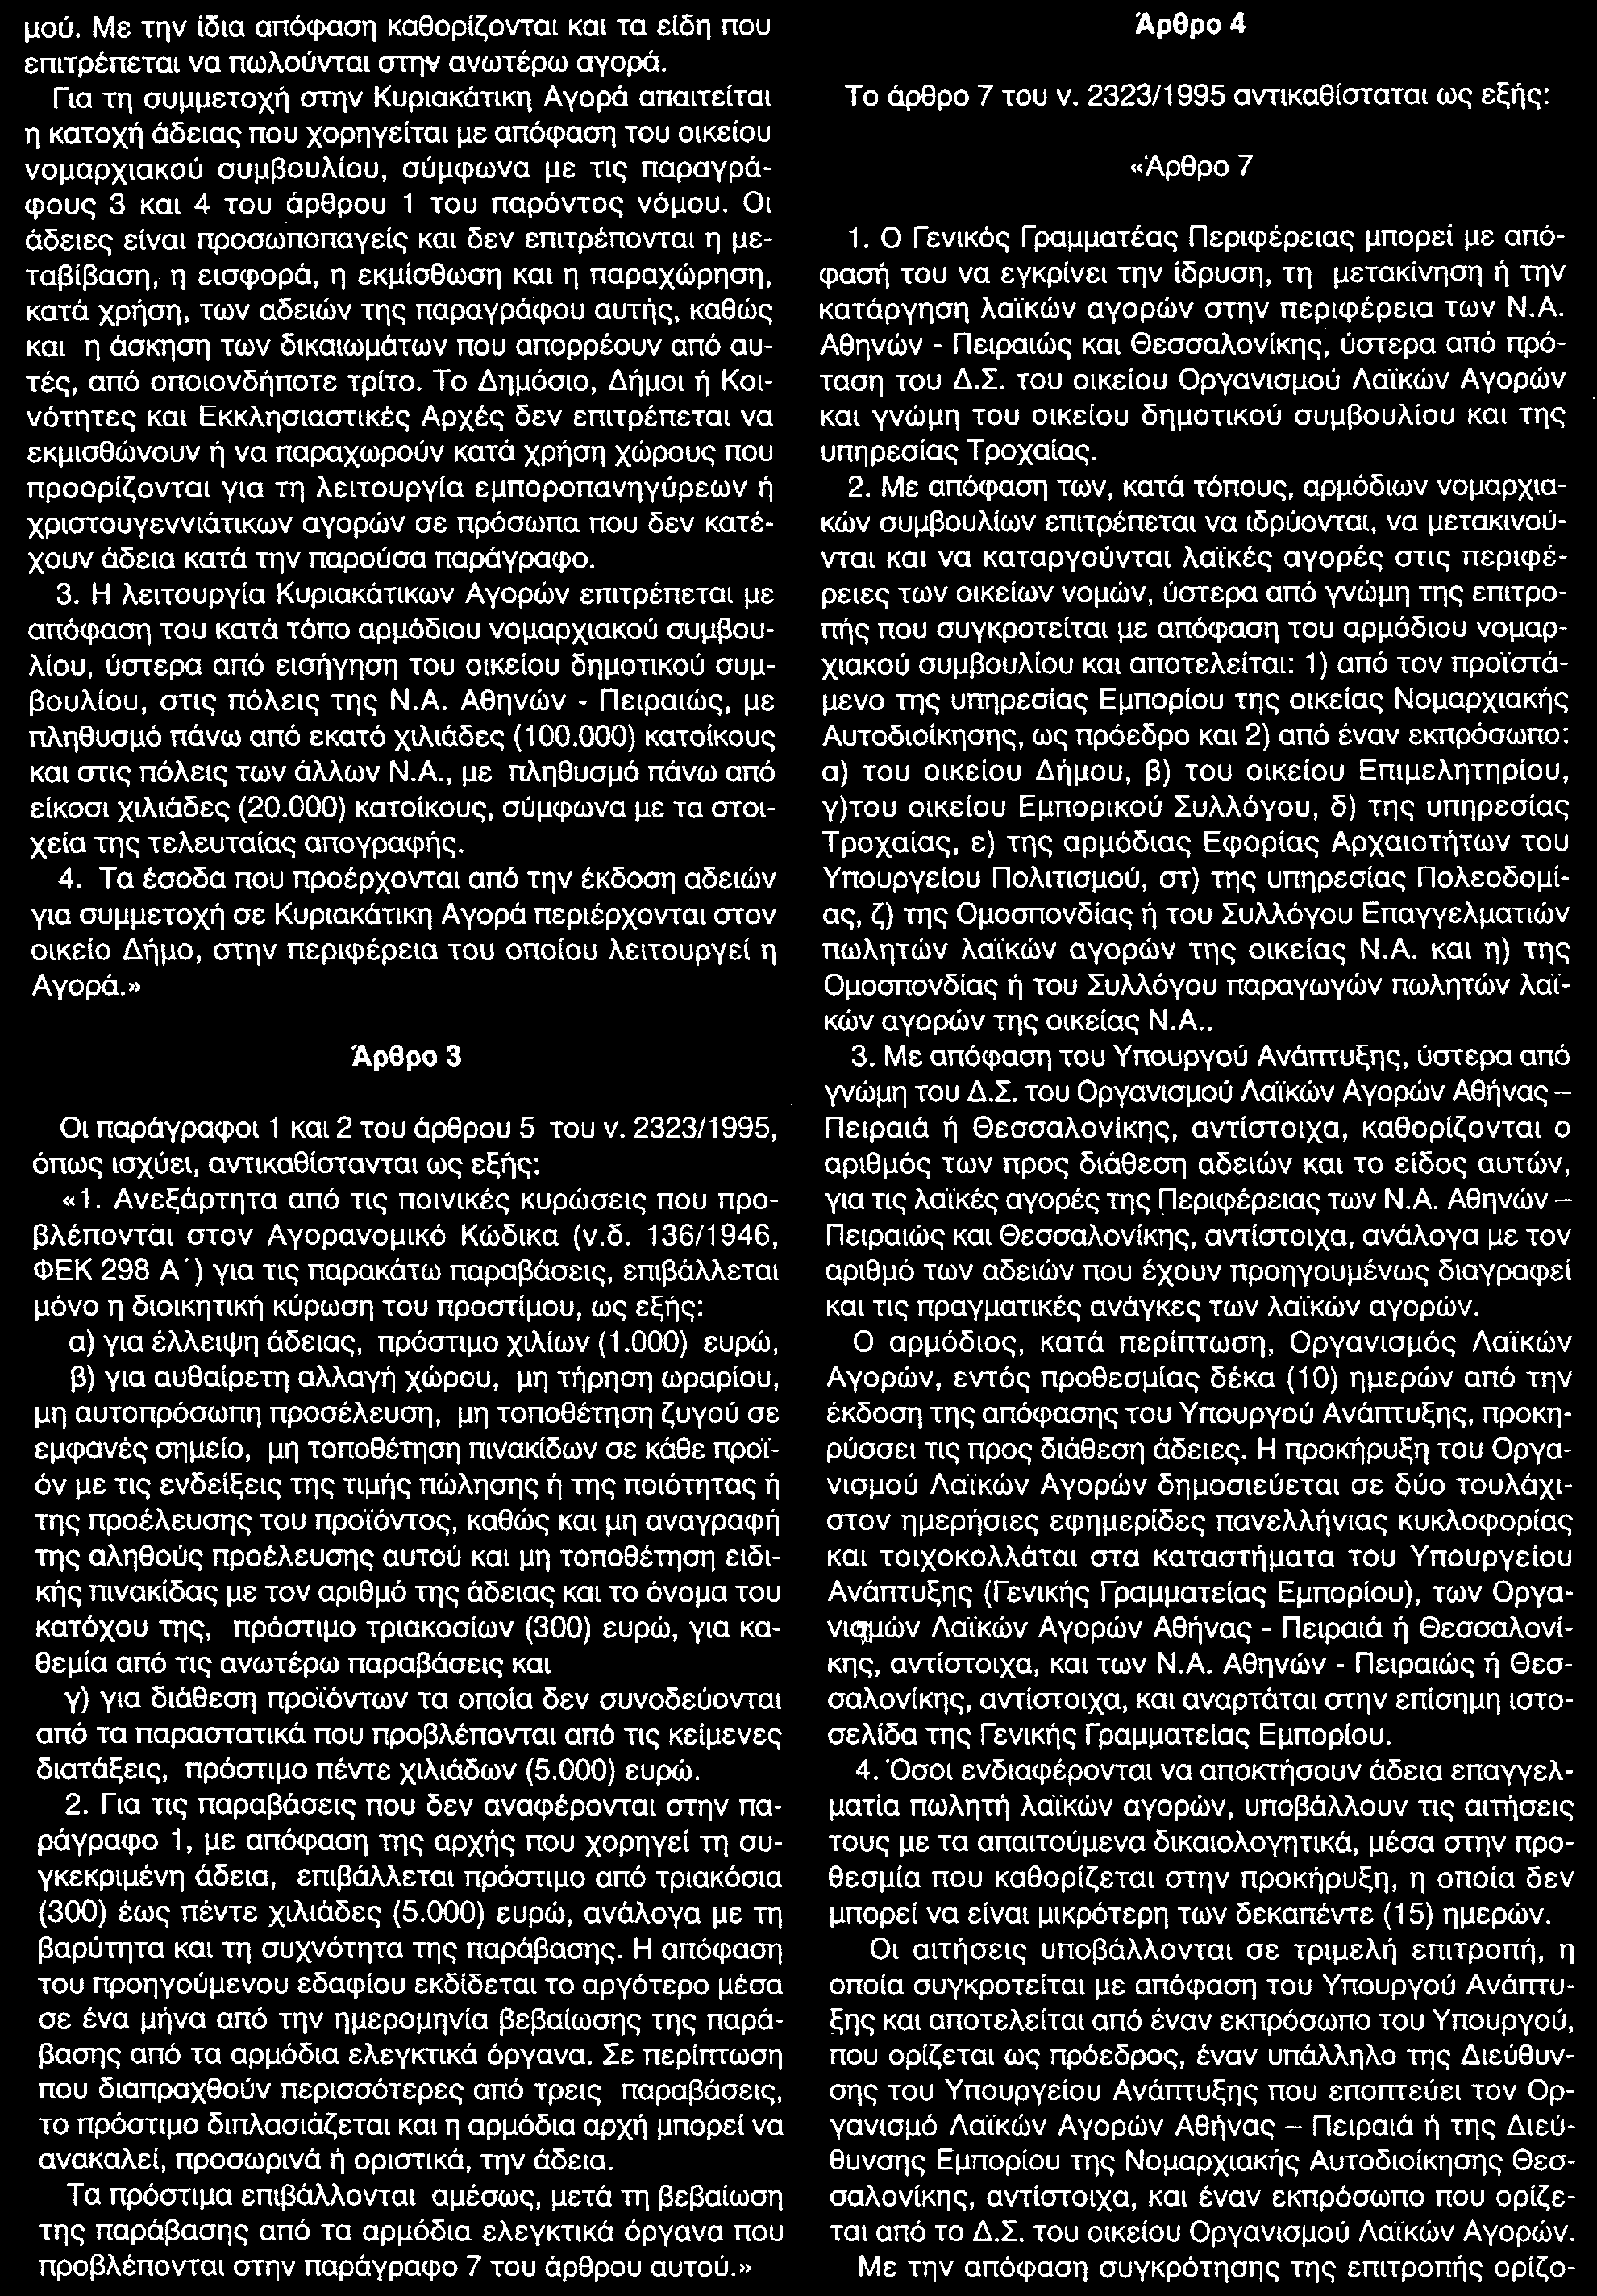 μού. Με την ίδια απόφαση καθορίζονται και τα είδη που
επιτρέπεται να πωλούνται στην ανωτέρω αγορά.
Για τη συμμετοχή στην Κυριακάτικη Αγορά απαιτείται
η κατοχή άδειας που χορηγείται με απόφαση του οικείου
νομαρχιακού συμβουλίου, σύμφωνα με τις παραγρά-
φους 3 και 4 του άρθρου 1 του παρόντος νόμου. Οι
άδειες είναι προσωποπαγείς και δεν επιτρέπονται η με-
ταβίβαση, η εισφορά, η εκμίσθωση και η παραχώρηση,
κατά χρήση, των αδειών της παραγράφου αυτής, καθώς
και η άσκηση των δικαιωμάτων που απορρέουν από αυ-
τές, από οποιονδήποτε τρίτο. Το Δημόσιο, Δήμοι ή Κοι-
νότητες και Εκκλησιαστικές Αρχές δεν επιτρέπεται να
εκμισθώνουν ή να παραχωρούν κατά χρήση χώρους που
προορίζονται για τη λειτουργία εμποροπανηγύρεων ή
χριστουγεννιάτικων αγορών σε πρόσωπα που δεν κατέ-
χουν άδεια κατά την παρούσα παράγραφο.
3. Η λειτουργία Κυριακάτικων Αγορών επιτρέπεται με
απόφαση του κατά τόπο αρμόδιου νομαρχιακού συμβου-
λίου, ύστερα από εισήγηση του οικείου δημοτικού συμ-
βουλίου, στις πόλεις της Ν.Α. Αθηνών - Πειραιώς, με
πληθυσμό πάνω από εκατό χιλιάδες (100.000) κατοίκους
και στις πόλεις των άλλων Ν.Α., με πληθυσμό πάνω από
είκοσι χιλιάδες (20.000) κατοίκους, σύμφωνα με τα στοι-
χεία της τελευταίας απογραφής.
4. Τα έσοδα που προέρχονται από την έκδοση αδειών
για συμμετοχή σε Κυριακάτικη Αγορά περιέρχονται στον
οικείο Δήμο, στην περιφέρεια του οποίου λειτουργεί η
Αγορά.»
Άρθρο 3
Οι παράγραφοι 1 και 2 του άρθρου 5 του ν. 2323/1995,
όπως ισχύει, αντικαθίστανται ως εξής:
«1. Ανεξάρτητα από τις ποινικές κυρώσεις που προ-
βλέπονται στον Αγορανομικό Κώδικα (ν.δ. 136/1946,
ΦΕΚ 298 Α΄) για τις παρακάτω παραβάσεις, επιβάλλεται
μόνο η διοικητική κύρωση του προστίμου, ως εξής:
α) για έλλειψη άδειας, πρόστιμο χιλίων (1.000) ευρώ,
β) για αυθαίρετη αλλαγή χώρου, μη τήρηση ωραρίου,
μη αυτοπρόσωπη προσέλευση, μη τοποθέτηση ζυγού σε
εμφανές σημείο, μη τοποθέτηση πινακίδων σε κάθε προϊ-
όν με τις ενδείξεις της τιμής πώλησης ή της ποιότητας ή
της προέλευσης του προϊόντος, καθώς και μη αναγραφή
της αληθούς προέλευσης αυτού και μη τοποθέτηση ειδι-
κής πινακίδας με τον αριθμό της άδειας και το όνομα του
κατόχου της, πρόστιμο τριακοσίων (300) ευρώ, για κα-
θεμία από τις ανωτέρω παραβάσεις και
γ) για διάθεση προϊόντων τα οποία δεν συνοδεύονται
από τα παραστατικά που προβλέπονται από τις κείμενες
διατάξεις, πρόστιμο πέντε χιλιάδων (5.000) ευρώ.
2. Για τις παραβάσεις που δεν αναφέρονται στην πα-
ράγραφο 1, με απόφαση της αρχής που χορηγεί τη συ-
γκεκριμένη άδεια, επιβάλλεται πρόστιμο από τριακόσια
(300) έως πέντε χιλιάδες (5.000) ευρώ, ανάλογα με τη
βαρύτητα και τη συχνότητα της παράβασης. Η απόφαση
του προηγούμενου εδαφίου εκδίδεται το αργότερο μέσα
σε ένα μήνα από την ημερομηνία βεβαίωσης της παρά-
βασης από τα αρμόδια ελεγκτικά όργανα. Σε περίπτωση
που διαπραχθούν περισσότερες από τρεις παραβάσεις,
το πρόστιμο διπλασιάζεται και η αρμόδια αρχή μπορεί να
ανακαλεί, προσωρινά ή οριστικά, την άδεια.
Τα πρόστιμα επιβάλλονται αμέσως, μετά τη βεβαίωση
της παράβασης από τα αρμόδια ελεγκτικά όργανα που
προβλέπονται στην παράγραφο 7 του άρθρου αυτού.»
Άρθρο 4
Το άρθρο 7 του ν. 2323/1995 αντικαθίσταται ως εξής:
«Άρθρο 7
1. Ο Γενικός Γραμματέας Περιφέρειας μπορεί με από-
φασή του να εγκρίνει την ίδρυση, τη μετακίνηση ή την
κατάργηση λαϊκών αγορών στην περιφέρεια των Ν.Α.
Αθηνών - Πειραιώς και Θεσσαλονίκης, ύστερα από πρό-
ταση του Δ.Σ. του οικείου Οργανισμού Λαϊκών Αγορών
και γνώμη του οικείου δημοτικού συμβουλίου και της
υπηρεσίας Τροχαίας.
2. Με απόφαση των, κατά τόπους, αρμόδιων νομαρχια-
κών συμβουλίων επιτρέπεται να ιδρύονται, να μετακινού-
νται και να καταργούνται λαϊκές αγορές στις περιφέ-
ρειες των οικείων νομών, ύστερα από γνώμη της επιτρο-
πής που συγκροτείται με απόφαση του αρμόδιου νομαρ-
χιακού συμβουλίου και αποτελείται: 1) από τον προϊστά-
μενο της υπηρεσίας Εμπορίου της οικείας Νομαρχιακής
Αυτοδιοίκησης, ως πρόεδρο και 2) από έναν εκπρόσωπο:
α) του οικείου Δήμου, β) του οικείου Επιμελητηρίου,
γ)του οικείου Εμπορικού Συλλόγου, δ) της υπηρεσίας
Τροχαίας, ε) της αρμόδιας Εφορίας Αρχαιοτήτων του
Υπουργείου Πολιτισμού, στ) της υπηρεσίας Πολεοδομί-
ας, ζ) της Ομοσπονδίας ή του Συλλόγου Επαγγελματιών
πωλητών λαϊκών αγορών της οικείας Ν.Α. και η) της
Ομοσπονδίας ή του Συλλόγου παραγωγών πωλητών λαϊ-
κών αγορών της οικείας Ν.Α..
3. Με απόφαση του Υπουργού Ανάπτυξης, ύστερα από
γνώμη του Δ.Σ. του Οργανισμού Λαϊκών Αγορών Αθήνας –
Πειραιά ή Θεσσαλονίκης, αντίστοιχα, καθορίζονται ο
αριθμός των προς διάθεση αδειών και το είδος αυτών,
για τις λαϊκές αγορές της Περιφέρειας των Ν.Α. Αθηνών –
Πειραιώς και Θεσσαλονίκης, αντίστοιχα, ανάλογα με τον
αριθμό των αδειών που έχουν προηγουμένως διαγραφεί
και τις πραγματικές ανάγκες των λαϊκών αγορών.
Ο αρμόδιος, κατά περίπτωση, Οργανισμός Λαϊκών
Αγορών, εντός προθεσμίας δέκα (10) ημερών από την
έκδοση της απόφασης του Υπουργού Ανάπτυξης, προκη-
ρύσσει τις προς διάθεση άδειες. Η προκήρυξη του Οργα-
νισμού Λαϊκών Αγορών δημοσιεύεται σε δύο τουλάχι-
στον ημερήσιες εφημερίδες πανελλήνιας κυκλοφορίας
και τοιχοκολλάται στα καταστήματα του Υπουργείου
Ανάπτυξης (Γενικής Γραμματείας Εμπορίου), των Οργα-
νισμών Λαϊκών Αγορών Αθήνας - Πειραιά ή Θεσσαλονί-
κης, αντίστοιχα, και των Ν.Α. Αθηνών - Πειραιώς ή Θεσ-
σαλονίκης, αντίστοιχα, και αναρτάται στην επίσημη ιστο-
σελίδα της Γενικής Γραμματείας Εμπορίου.
4. Όσοι ενδιαφέρονται να αποκτήσουν άδεια επαγγελ-
ματία πωλητή λαϊκών αγορών, υποβάλλουν τις αιτήσεις
τους με τα απαιτούμενα δικαιολογητικά, μέσα στην προ-
θεσμία που καθορίζεται στην προκήρυξη, η οποία δεν
μπορεί να είναι μικρότερη των δεκαπέντε (15) ημερών.
Οι αιτήσεις υποβάλλονται σε τριμελή επιτροπή, η
οποία συγκροτείται με απόφαση του Υπουργού Ανάπτυ-
ξης και αποτελείται από έναν εκπρόσωπο του Υπουργού,
που ορίζεται ως πρόεδρος, έναν υπάλληλο της Διεύθυν-
σης του Υπουργείου Ανάπτυξης που εποπτεύει τον Ορ-
γανισμό Λαϊκών Αγορών Αθήνας – Πειραιά ή της Διεύ-
θυνσης Εμπορίου της Νομαρχιακής Αυτοδιοίκησης Θεσ-
σαλονίκης, αντίστοιχα, και έναν εκπρόσωπο που ορίζε-
ται από το Δ.Σ. του οικείου Οργανισμού Λαϊκών Αγορών.
Με την απόφαση συγκρότησης της επιτροπής ορίζο-